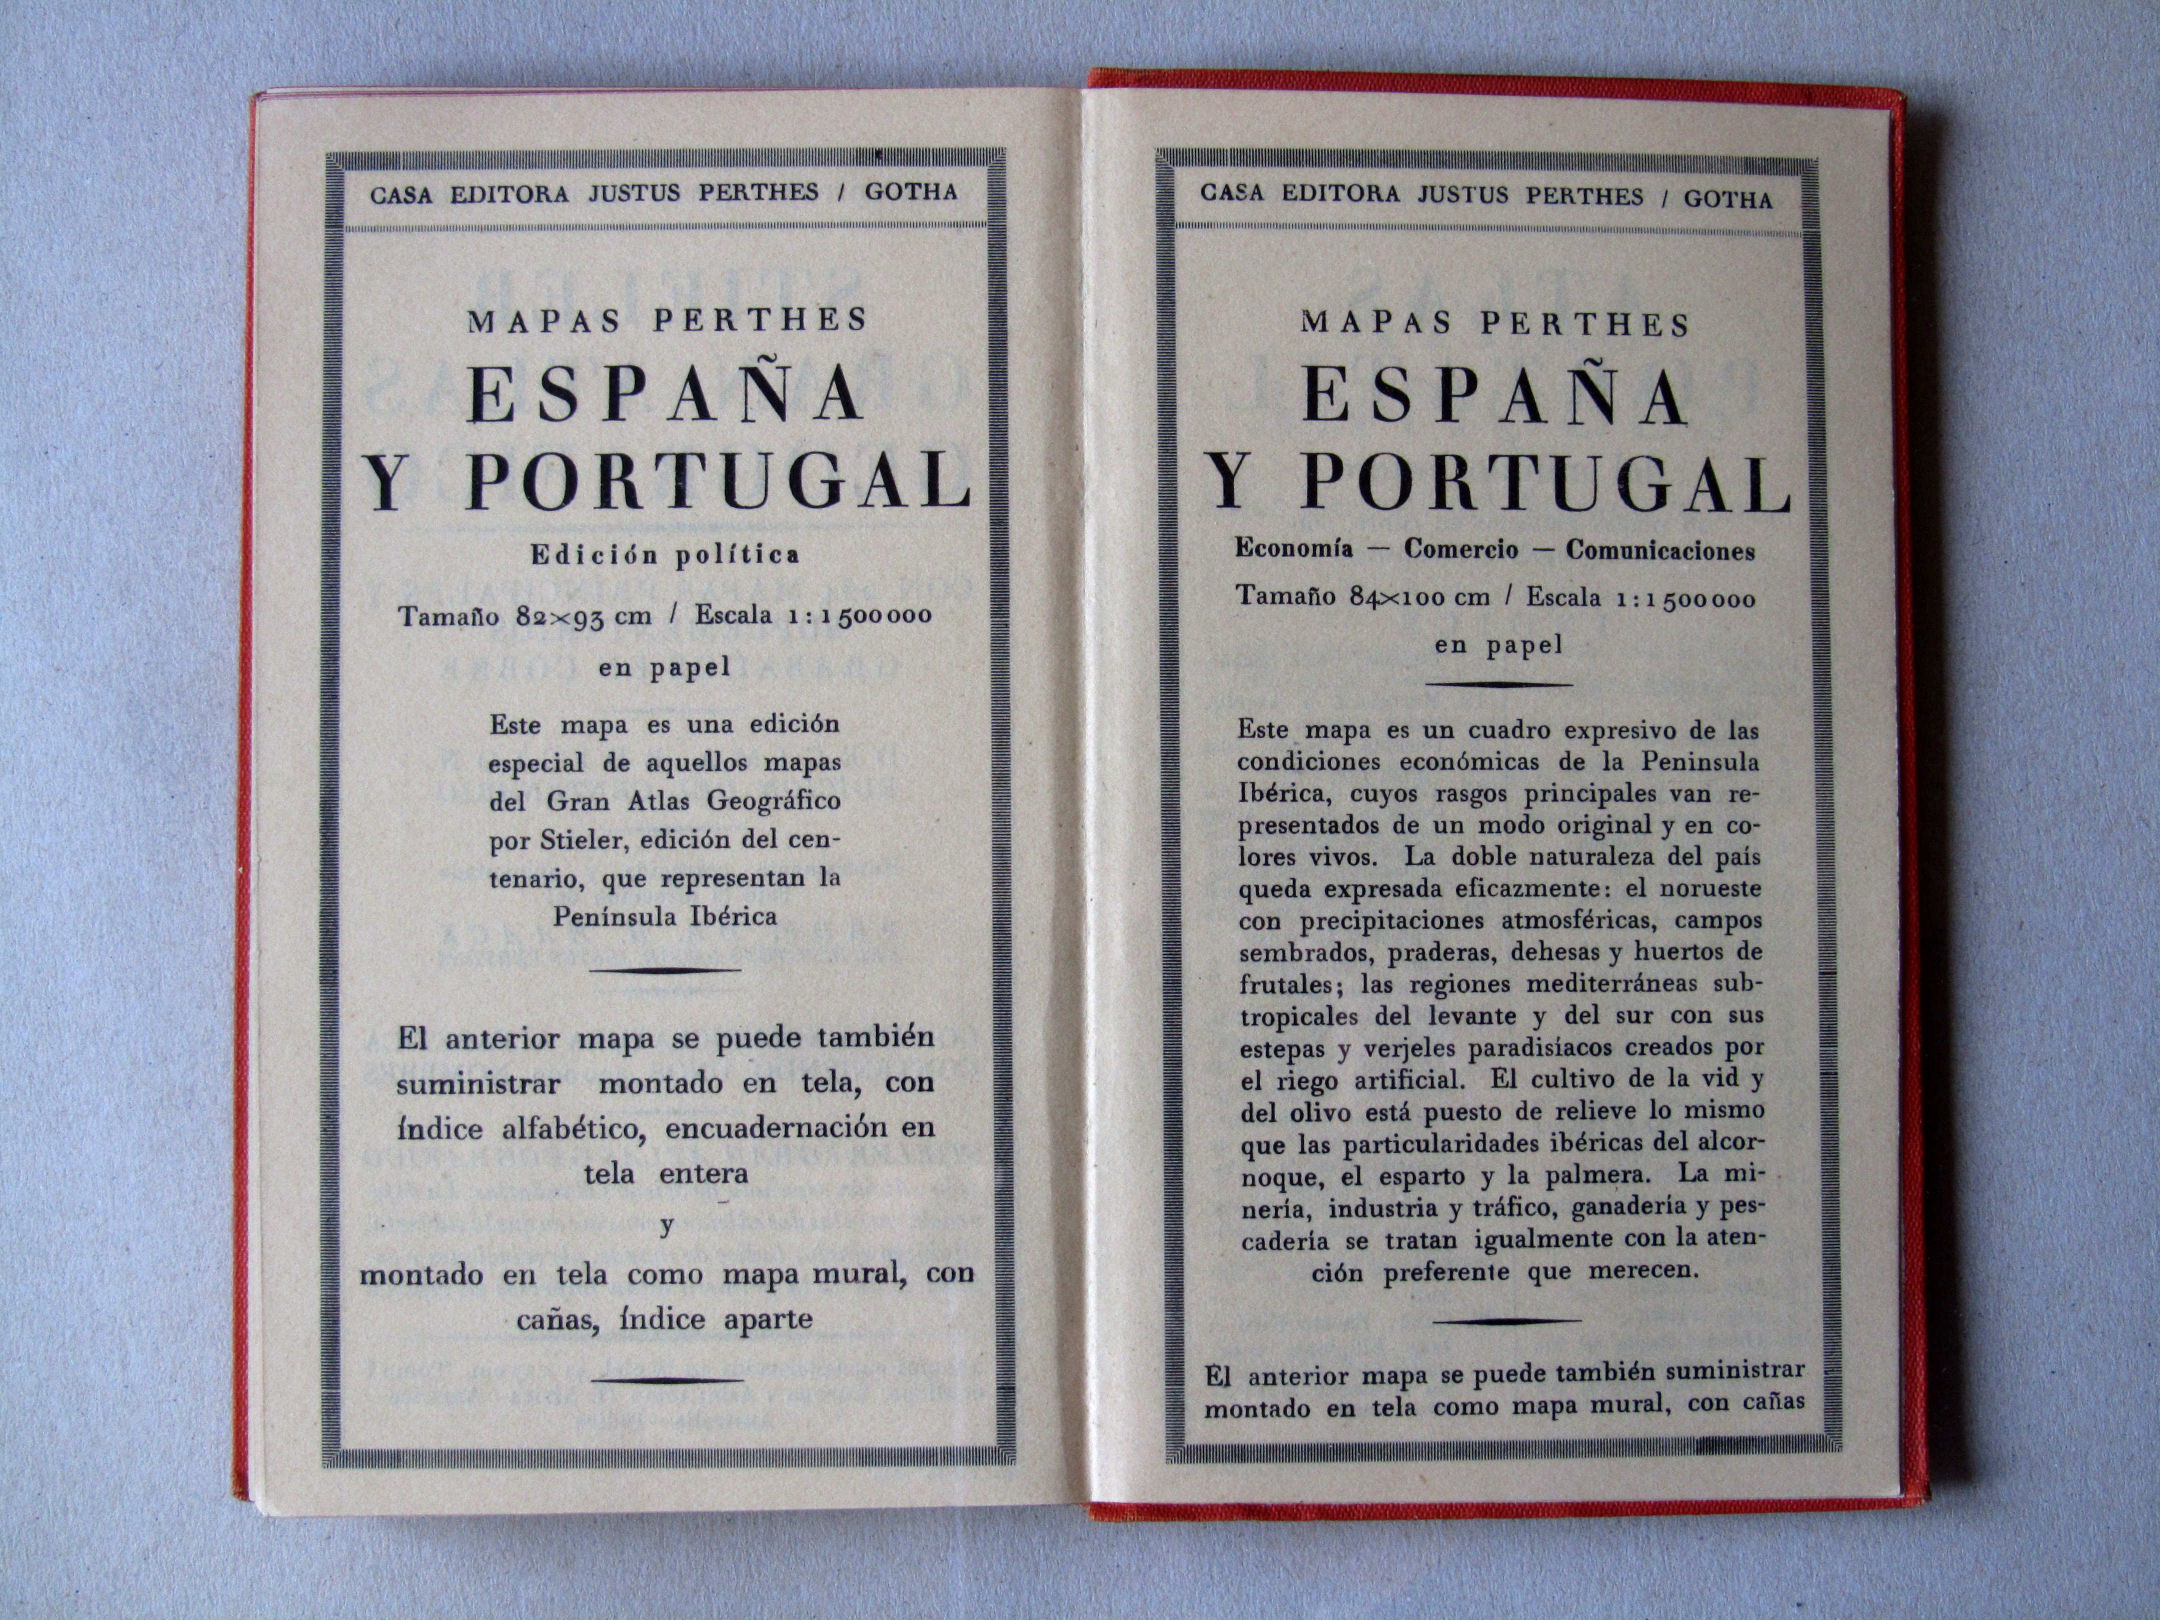 CASA EDITORA JUSTUS PERTHES / GOTHA
MAPAS PERTHES
ESPAÑA
Y PORTUGAL
Edición política
Tamaño 82×93 cm / Escala 1:1 500 000
en papel
Este mapa es una edición
especial de aquellos mapas
del Gran Atlas Geográfico
por Stieler, edición del cen-
tenario, que representan la
Península Ibérica
El anterior mapa se puede también
suministrar montado en tela, con
índice alfabético, encuadernación en
tela entera
y
montado en tela como mapa mural, con
cañas, índice aparte
CASA EDITORA JUSTUS PERTHES / GOTHA
MAPAS PERTHES
ESPAÑA
Y PORTUGAL
Economía — Comercio — Comunicaciones
Tamaño 84×100 cm / Escala 1:1 500 000
en papel
Este mapa es un cuadro expresivo de las
condiciones económicas de la Peninsula
Ibérica, cuyos rasgos principales van re-
presentados de un modo original y en co-
lores vivos. La doble naturaleza del país
queda expresada eficazmente: el norueste
con precipitaciones atmosféricas, campos
sembrados, praderas, dehesas y huertos de
frutales; las regiones mediterráneas sub-
tropicales del levante y del sur con sus
estepas y verjeles paradisíacos creados por
el riego artificial. El cultivo de la vid y
del olivo está puesto de relieve lo mismo
que las particularidades ibéricas del alcor-
noque, el esparto y la palmera. La mi-
nería, industria y tráfico, ganadería y pes-
cadería se tratan igualmente con la aten-
ción preferente que merecen.
El anterior mapa se puede también suministrar
montado en tela como mapa mural, con cañas